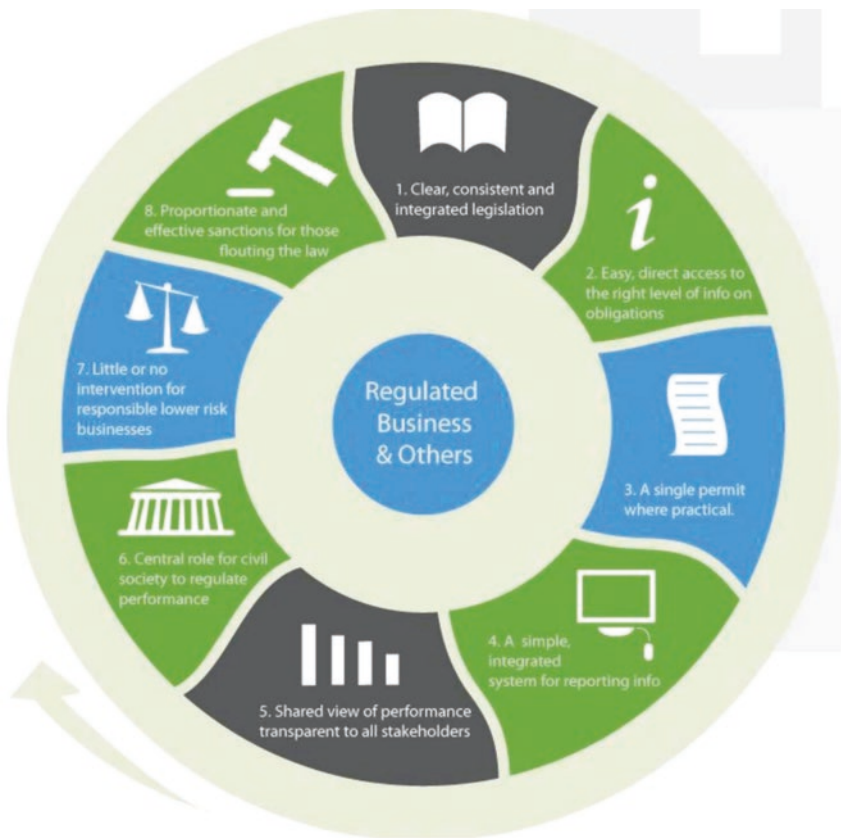 1. Clear, consistent and
integrated legislation
2. Easy, direct access to
the right level of info on
obligations
3. A single permit
where practical.
4. A simple,
integrated
system for reporting info
5. Shared view of performance
transparent to all stakeholders
6. Central role for civil
society to regulate
performance
7. Little or no
intervention for
responsible lower risk
businesses
8. Proportionate and
effective sanctions for those
flouting the law
Regulated
Business
& Others